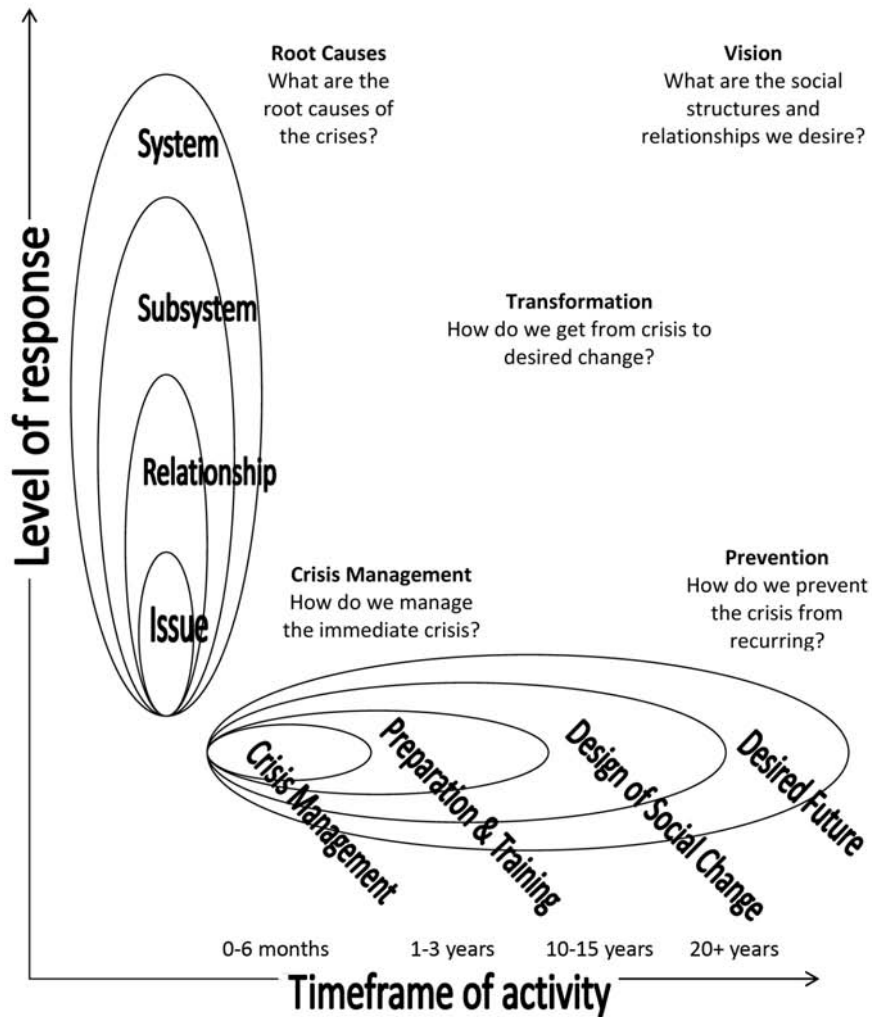 Root Causes
What are the
root causes of
the crises?
Vision
What are the social
structures and
relationships we desire?
System
Subsystem
Relationship
Issue
Level of response
Transformation
How do we get from crisis to
desired change?
Crisis Management
How do we manage
the immediate crisis?
Prevention
How do we prevent
the crisis from
recurring?
Crisis Management
Preparation & Training
Design of Social Change
Desired Future
0-6 months
1-3 years
10-15 years
20+ years
Timeframe of activity